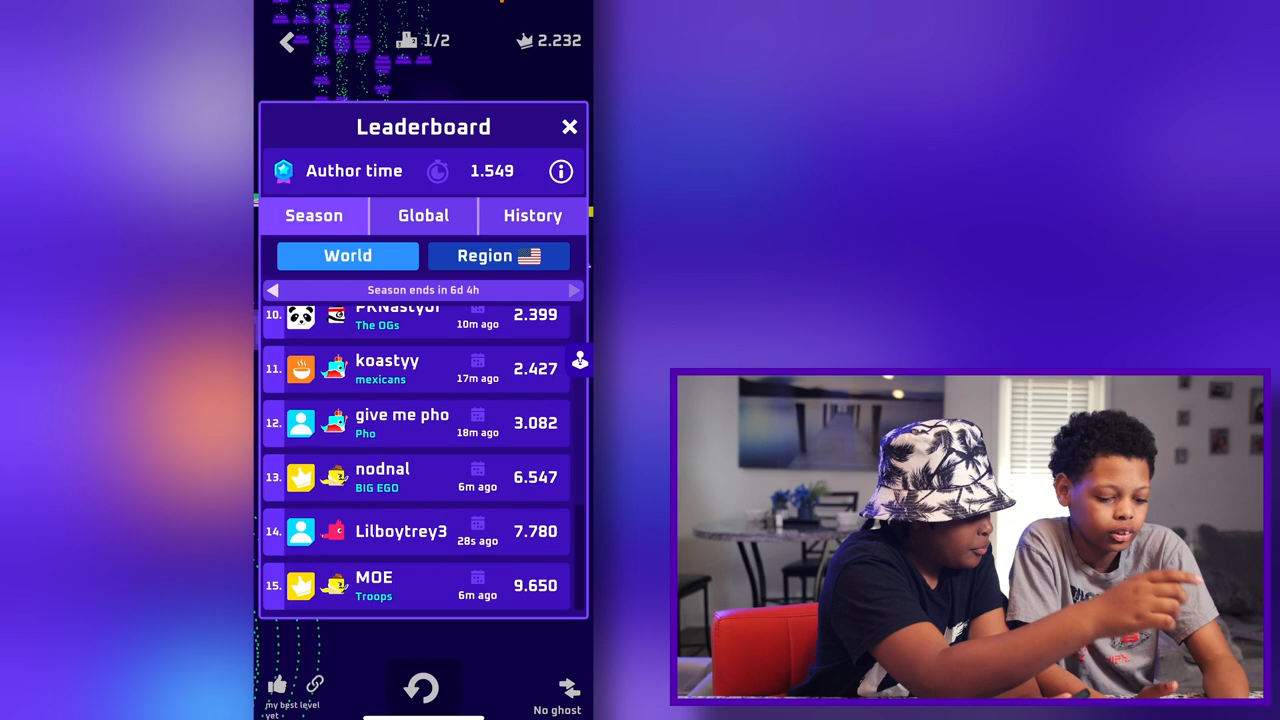 1/2
2.232
Leaderboard
Author time 1.549
Season Global History
World Region
Season ends in 6d 4h
10. 2.399
The OGs 10m ago
11. koastyy 2.427
mexicans 17m ago
12. give me pho 3.082
Pho 18m ago
13. nodnal 6.547
BIG EGO 6m ago
14. Lilboytrey3 7.780
28s ago
15. MOE 9.650
Troops 6m ago
my best level
yet
No ghost